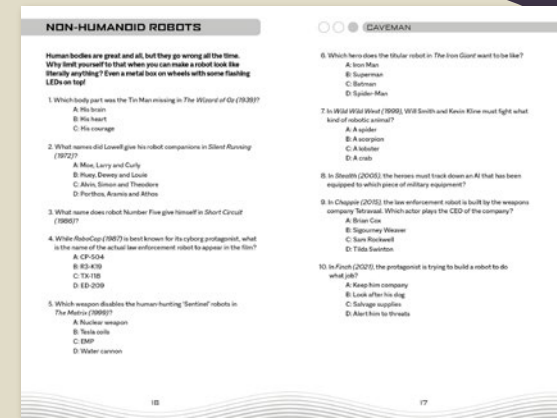 NON-HUMANOID ROBOTS
Human bodies are great and all, but they go wrong all the time.
Why limit yourself to that when you can make a robot look like
literally anything? Even a metal box on wheels with some flashing
LEDs on top!
1. Which body part was the Tin Man missing in The Wizard of Oz (1939)?
A: His brain
B: His heart
C: His courage
2. What names did Lowell give his robot companions in Silent Running
(1972)?
A: Moe, Larry and Curly
B: Huey, Dewey and Louie
C: Alvin, Simon and Theodore
D: Porthos, Aramis and Athos
3. What name does robot Number Five give himself in Short Circuit
(1986)?
4. While RoboCop (1987) is best known for its cyborg protagonist, what
is the name of the actual law enforcement robot to appear in the film?
A: CP-504
B: R3-K19
C: TX-118
D: ED-209
5. Which weapon disables the human-hunting 'Sentinel' robots in
The Matrix (1999)?
A: Nuclear weapon
B: Tesla coils
C: EMP
D: Water cannon
16
CAVEMAN
6. Which hero does the titular robot in The Iron Giant want to be like?
A: Iron Man
B: Superman
C: Batman
D: Spider-Man
7. In Wild Wild West (1999), Will Smith and Kevin Kline must fight what
kind of robotic animal?
A: A spider
B: A scorpion
C: A lobster
D: A crab
8. In Stealth (2005), the heroes must track down an AI that has been
equipped to which piece of military equipment?
9. In Chappie (2015), the law enforcement robot is built by the weapons
company Tetravaal. Which actor plays the CEO of the company?
A: Brian Cox
B: Sigourney Weaver
C: Sam Rockwell
D: Tilda Swinton
10. In Finch (2021), the protagonist is trying to build a robot to do
what job?
A: Keep him company
B: Look after his dog
C: Salvage supplies
D: Alert him to threats
17